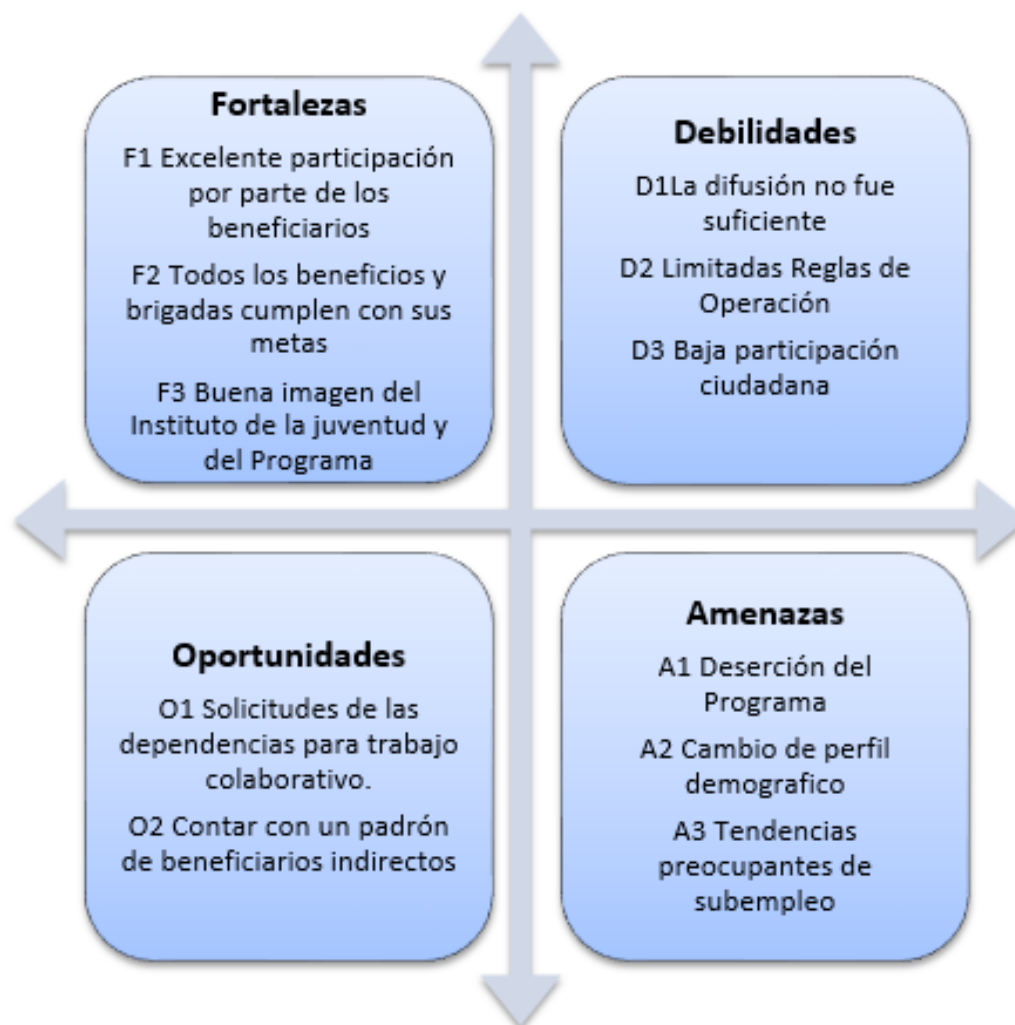 Fortalezas
F1 Excelente participación
por parte de los
beneficiarios
F2 Todos los beneficios y
brigadas cumplen con sus
metas
F3 Buena imagen del
Instituto de la juventud y
del Programa
Debilidades
D1La difusión no fue
suficiente
D2 Limitadas Reglas de
Operación
D3 Baja participación
ciudadana
Oportunidades
O1 Solicitudes de las
dependencias para trabajo
colaborativo.
O2 Contar con un padrón
de beneficiarios indirectos
Amenazas
A1 Deserción del
Programa
A2 Cambio de perfil
demografico
A3 Tendencias
preocupantes de
subempleo